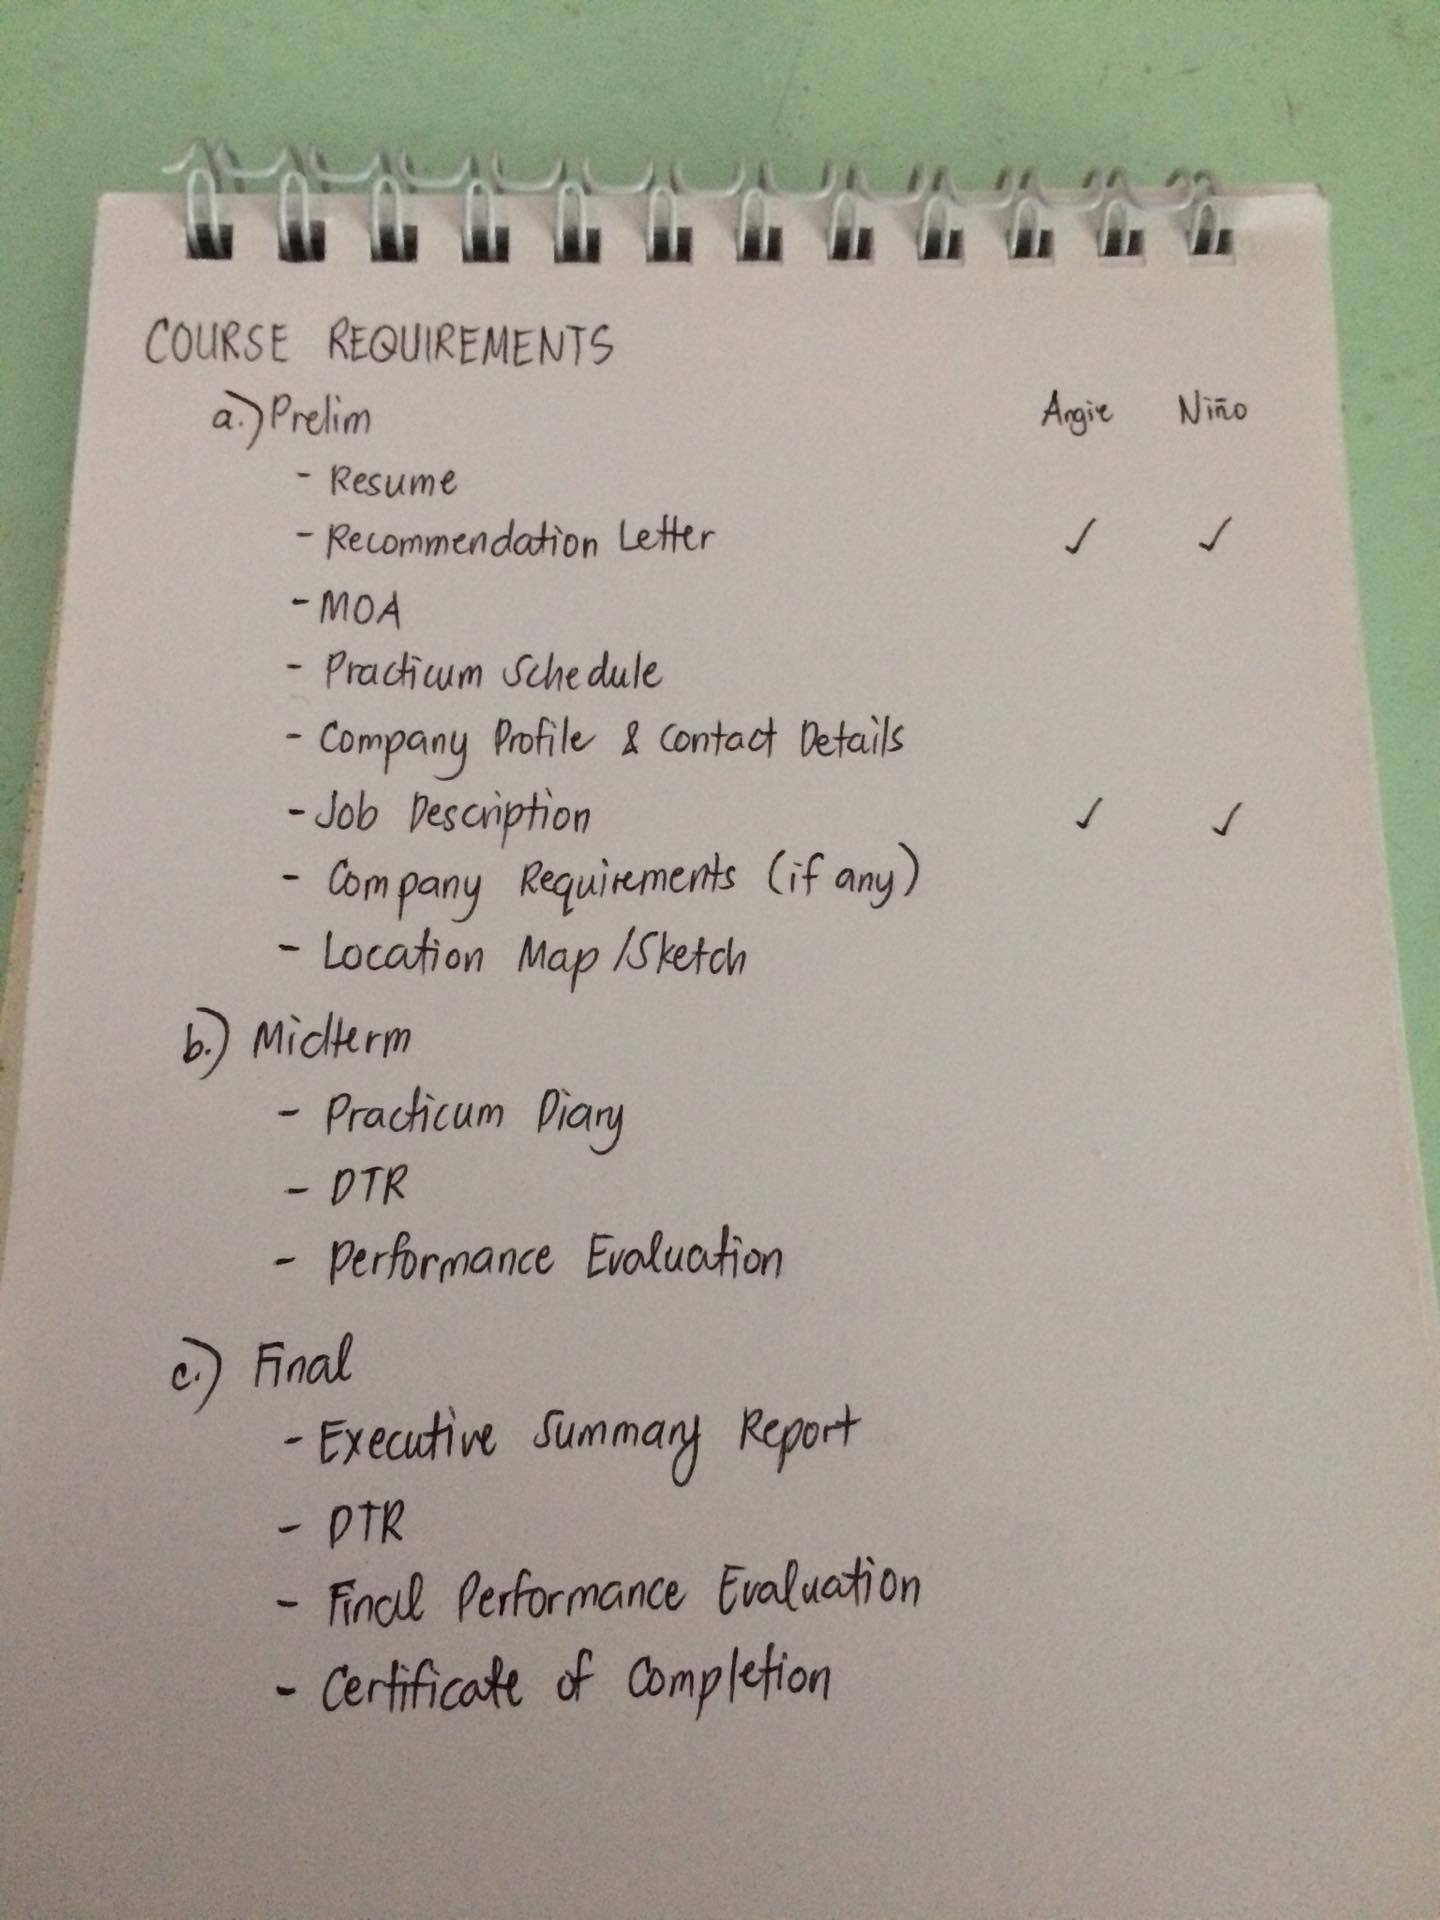 COURSE REQUIREMENTS
a.) Prelim Angie Niño
- Resume
- Recommendation Letter ✓ ✓
- MOA
- Practicum Schedule
- Company Profile & Contact Details
- Job Description ✓ ✓
- Company Requirements (if any)
- Location Map/Sketch
b.) Midterm
- Practicum Diary
- DTR
- Performance Evaluation
c.) Final
- Executive Summary Report
- DTR
- Final Performance Evaluation
- Certificate of Completion